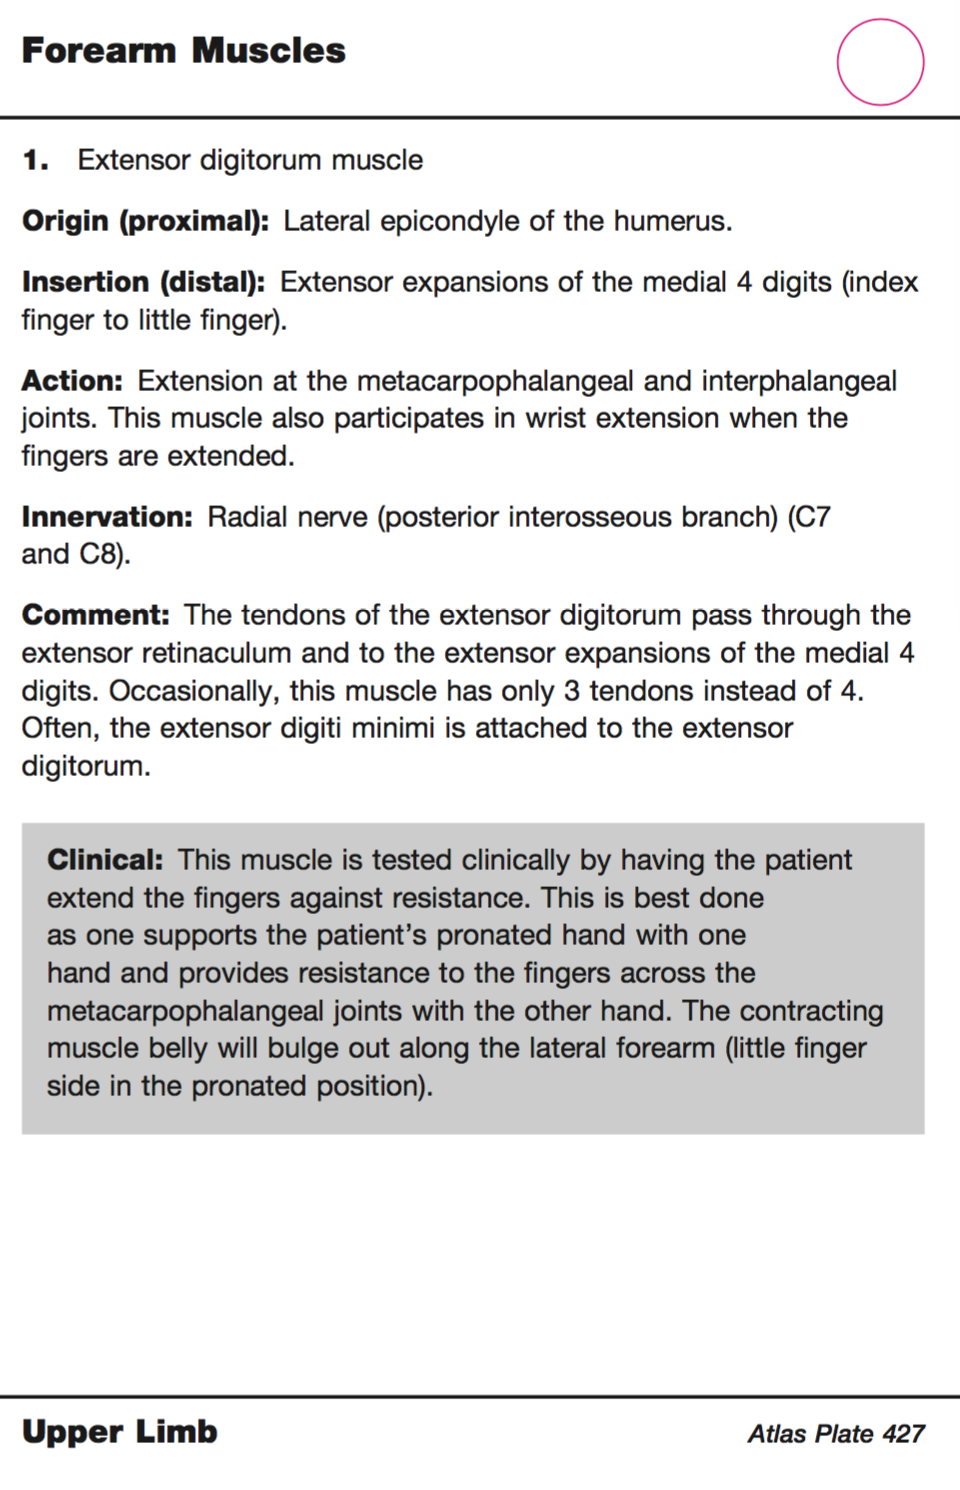 Forearm Muscles
1. Extensor digitorum muscle
Origin (proximal): Lateral epicondyle of the humerus.
Insertion (distal): Extensor expansions of the medial 4 digits (index
finger to little finger).
Action: Extension at the metacarpophalangeal and interphalangeal
joints. This muscle also participates in wrist extension when the
fingers are extended.
Innervation: Radial nerve (posterior interosseous branch) (C7
and C8).
Comment: The tendons of the extensor digitorum pass through the
extensor retinaculum and to the extensor expansions of the medial 4
digits. Occasionally, this muscle has only 3 tendons instead of 4.
Often, the extensor digiti minimi is attached to the extensor
digitorum.
Clinical: This muscle is tested clinically by having the patient
extend the fingers against resistance. This is best done
as one supports the patient’s pronated hand with one
hand and provides resistance to the fingers across the
metacarpophalangeal joints with the other hand. The contracting
muscle belly will bulge out along the lateral forearm (little finger
side in the pronated position).
Upper Limb
Atlas Plate 427